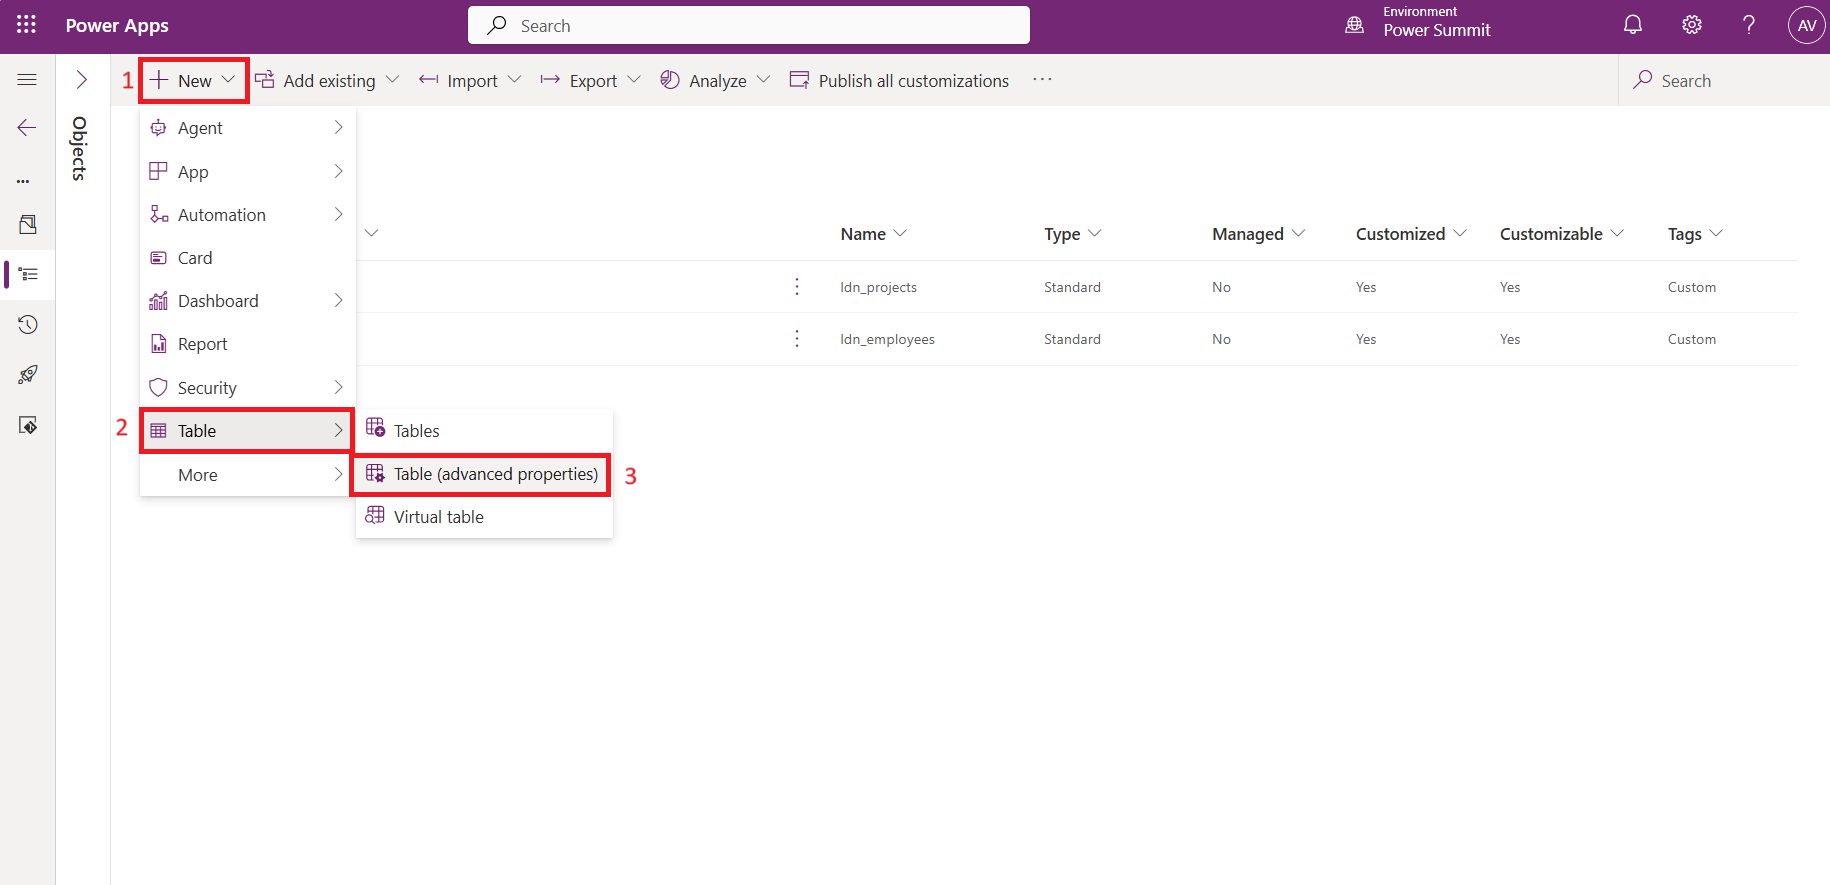 Power Apps
Search
Environment
Power Summit
?
AV
1
New
Add existing
Import
Export
Analyze
Publish all customizations
...
Search
Objects
...
Agent
App
Automation
Card
Dashboard
Report
Security
2
Table
More
Tables
Table (advanced properties)
3
Virtual table
Name
Type
Managed
Customized
Customizable
Tags
ldn_projects
Standard
No
Yes
Yes
Custom
ldn_employees
Standard
No
Yes
Yes
Custom